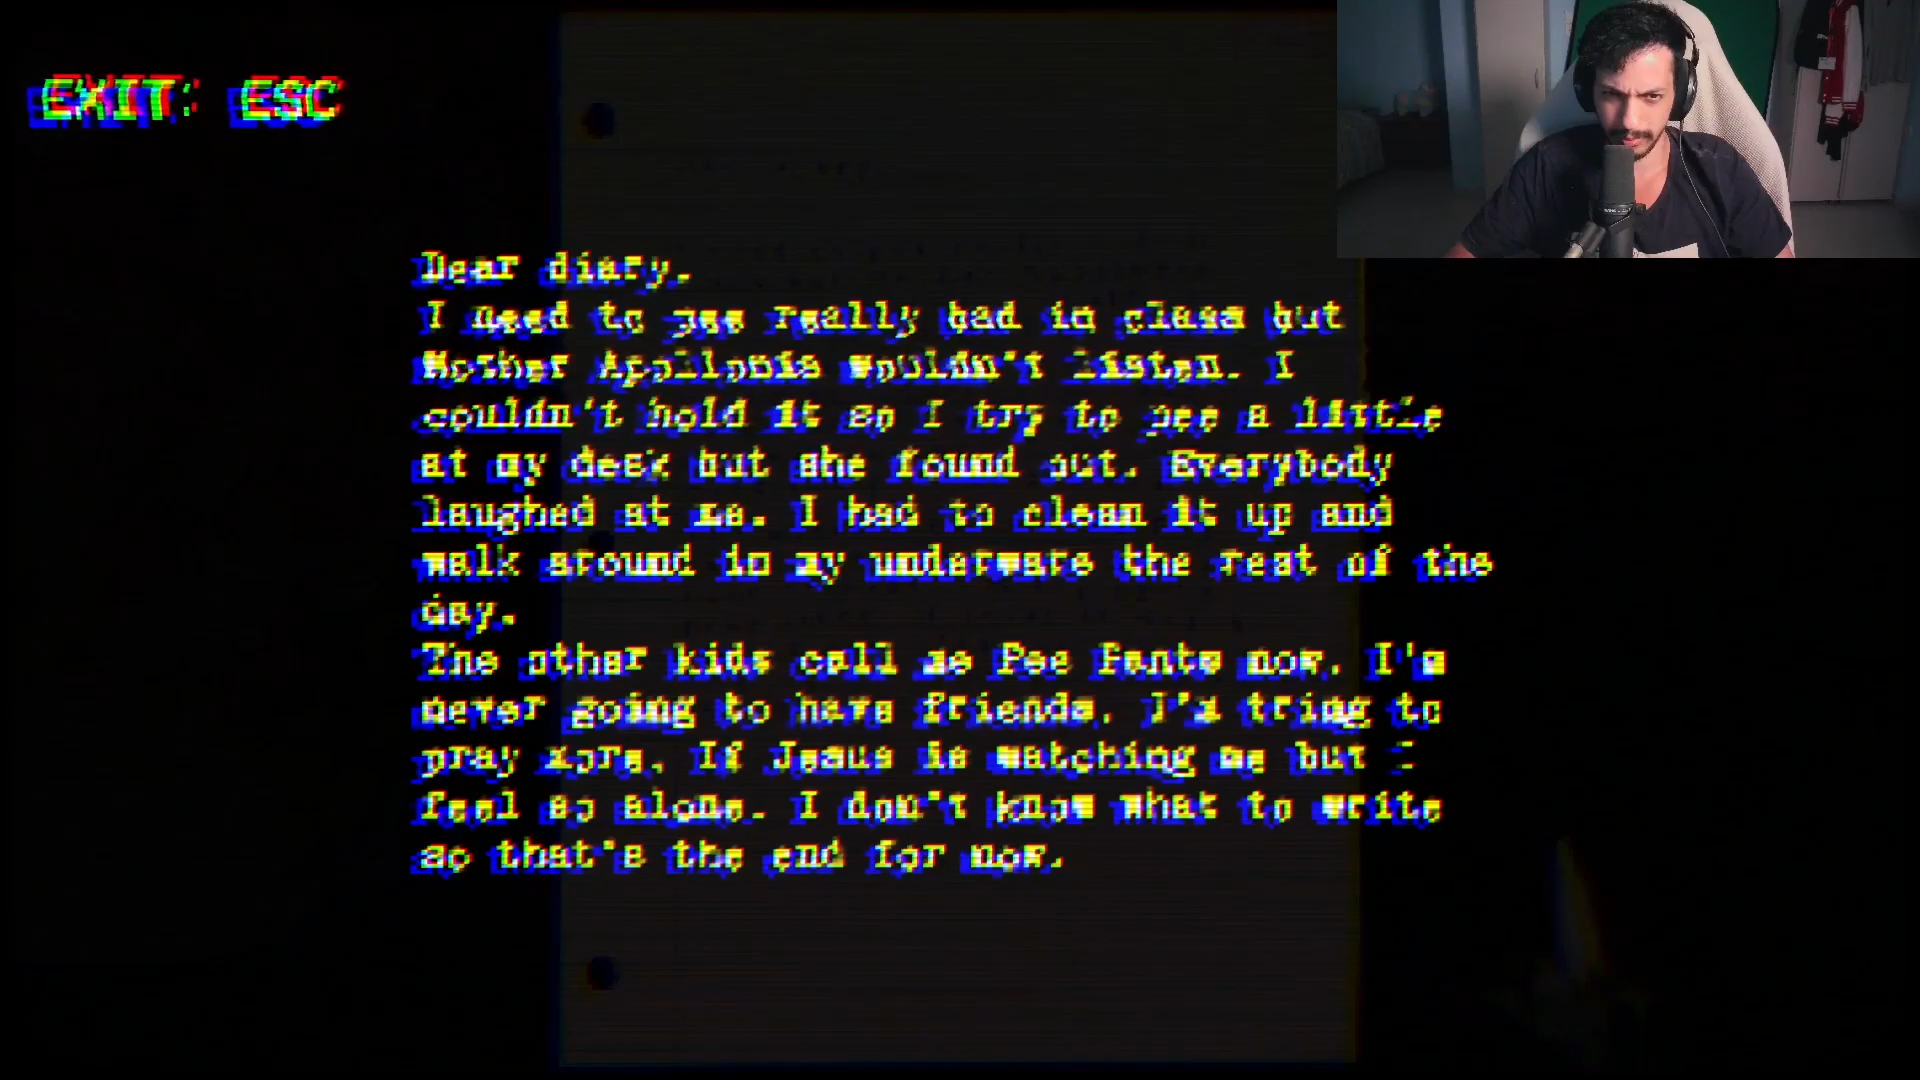 EXIT: ESC
Dear diary.
I need to pee really bad in class but
Mother Apollonia wouldn't listen. I
couldn't hold it so I try to pee a little
at my desk but she found out. Everybody
laughed at me. I had to clean it up and
walk around in my underware the rest of the
day.
The other kids call me Pee Pants now. I'm
never going to have friends. I'm tring to
pray more. If Jesus is watching me but I
feel so alone. I don't know what to write
so that's the end for now.